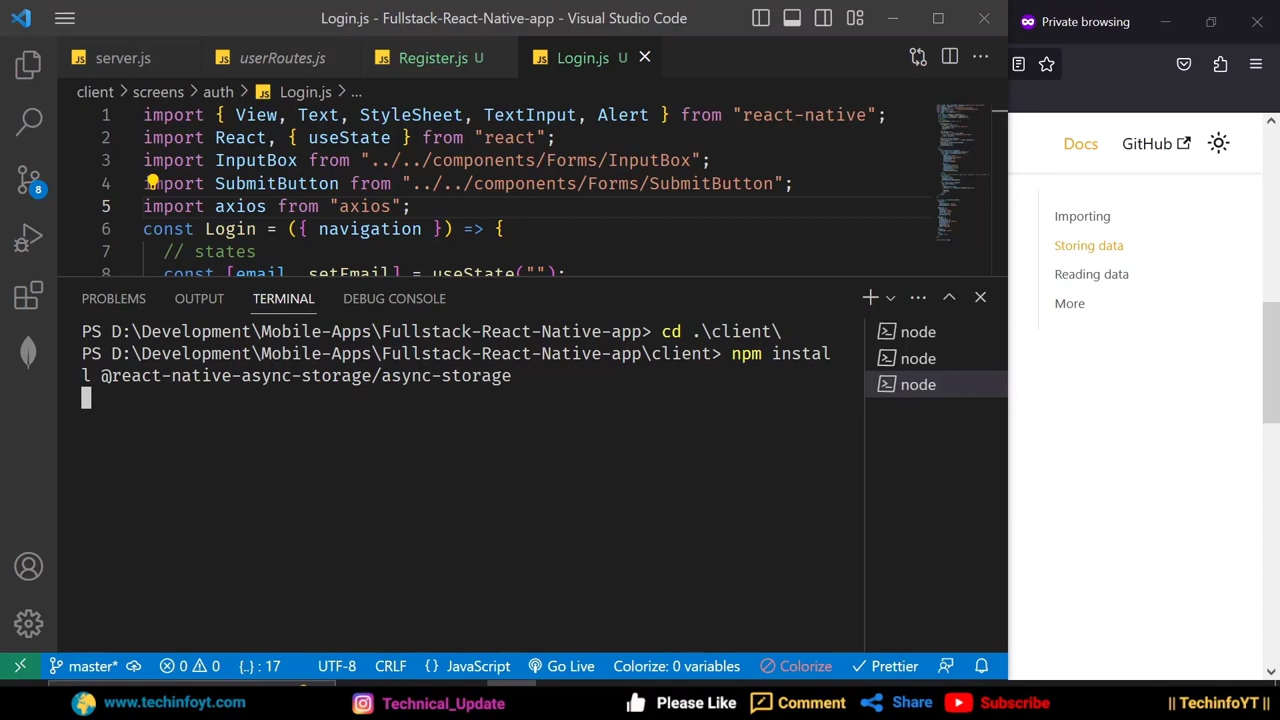 Login.js - Fullstack-React-Native-app - Visual Studio Code
Private browsing
server.js
userRoutes.js
Register.js U
Login.js U
client > screens > auth > JS Login.js > ...
1 import { View, Text, StyleSheet, TextInput, Alert } from "react-native";
2 import React, { useState } from "react";
3 import InputBox from "../../components/Forms/InputBox";
4 import SubmitButton from "../../components/Forms/SubmitButton";
5 import axios from "axios";
6 const Login = ({ navigation }) => {
7 // states
8 const [email, setEmail] = useState("");
Docs
GitHub
Importing
Storing data
Reading data
More
8
PROBLEMS OUTPUT TERMINAL DEBUG CONSOLE
PS D:\Development\Mobile-Apps\Fullstack-React-Native-app> cd .\client\
PS D:\Development\Mobile-Apps\Fullstack-React-Native-app\client> npm instal
l @react-native-async-storage/async-storage
node
node
node
master* 0 0 {..} : 17 UTF-8 CRLF {} JavaScript Go Live Colorize: 0 variables Colorize Prettier
www.techinfoyt.com Technical_Update Please Like Comment Share Subscribe || TechinfoYT ||